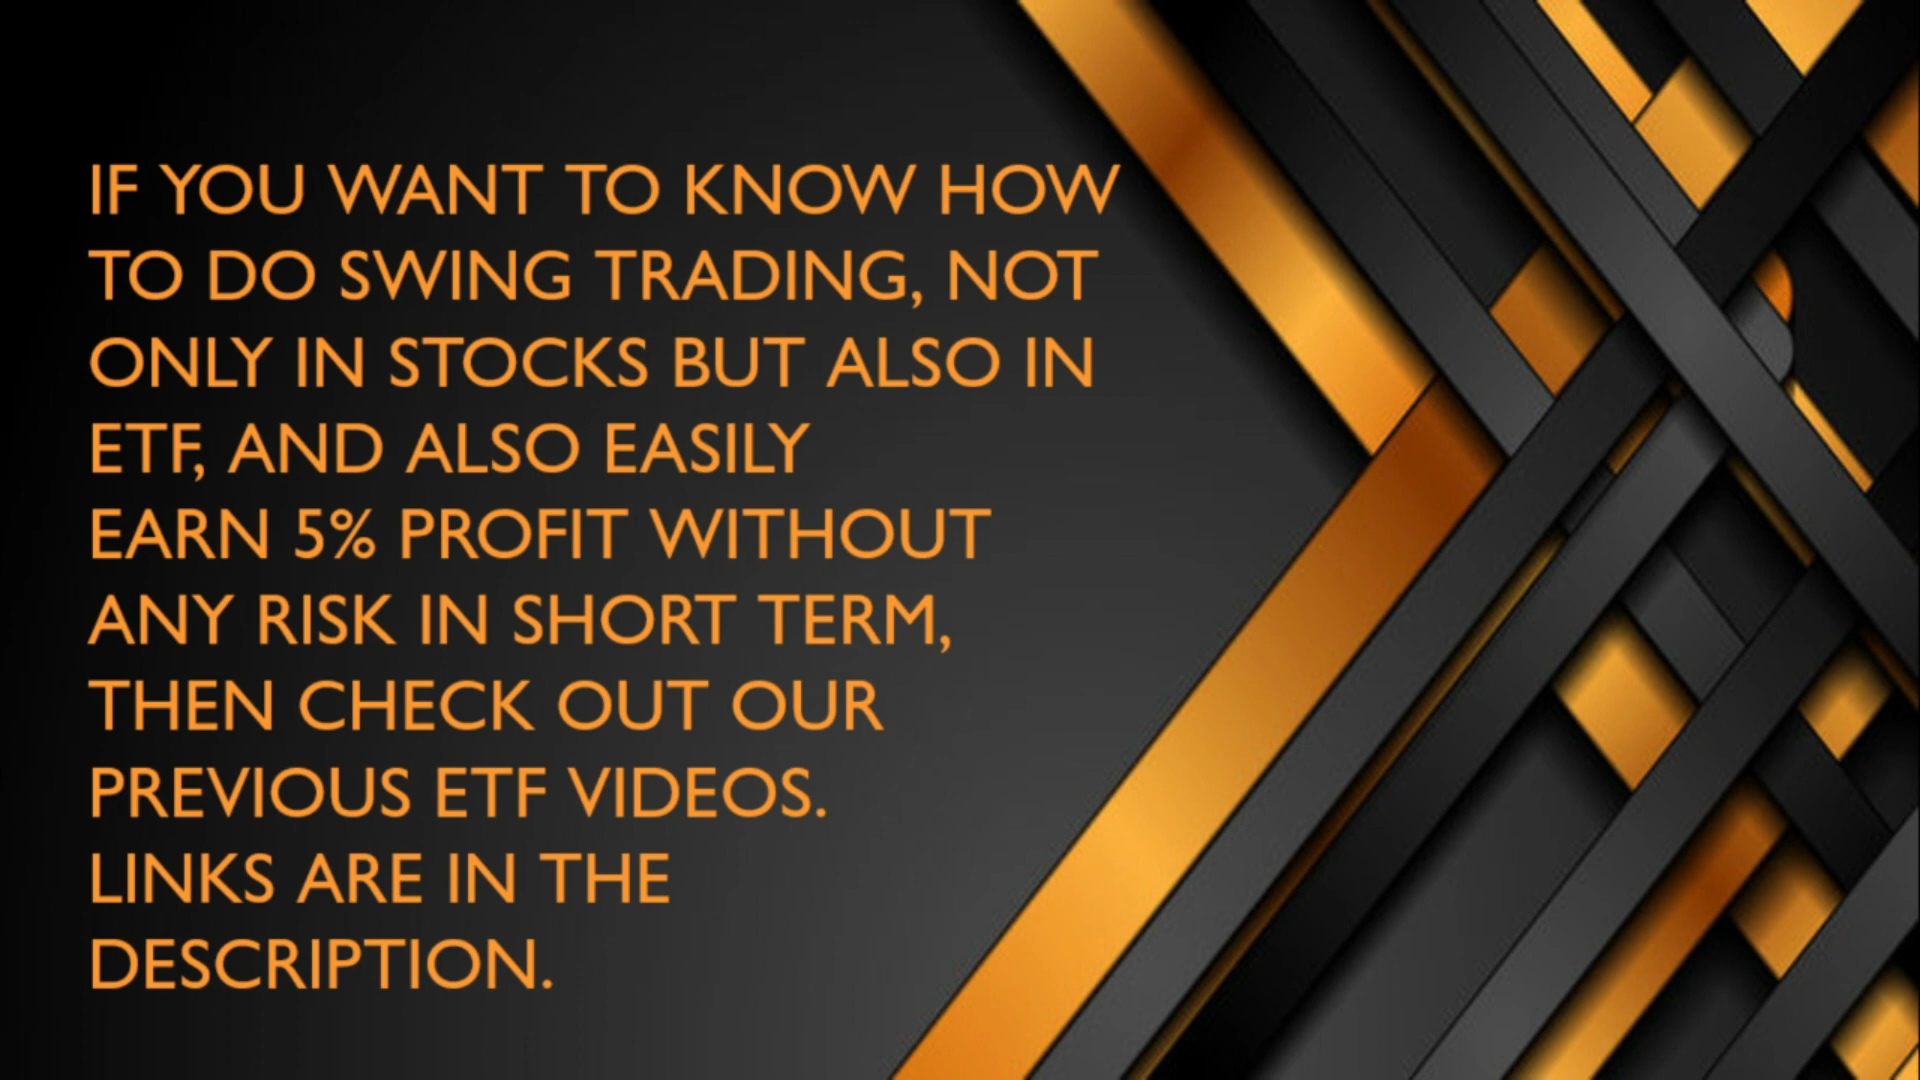 IF YOU WANT TO KNOW HOW
TO DO SWING TRADING, NOT
ONLY IN STOCKS BUT ALSO IN
ETF, AND ALSO EASILY
EARN 5% PROFIT WITHOUT
ANY RISK IN SHORT TERM,
THEN CHECK OUT OUR
PREVIOUS ETF VIDEOS.
LINKS ARE IN THE
DESCRIPTION.